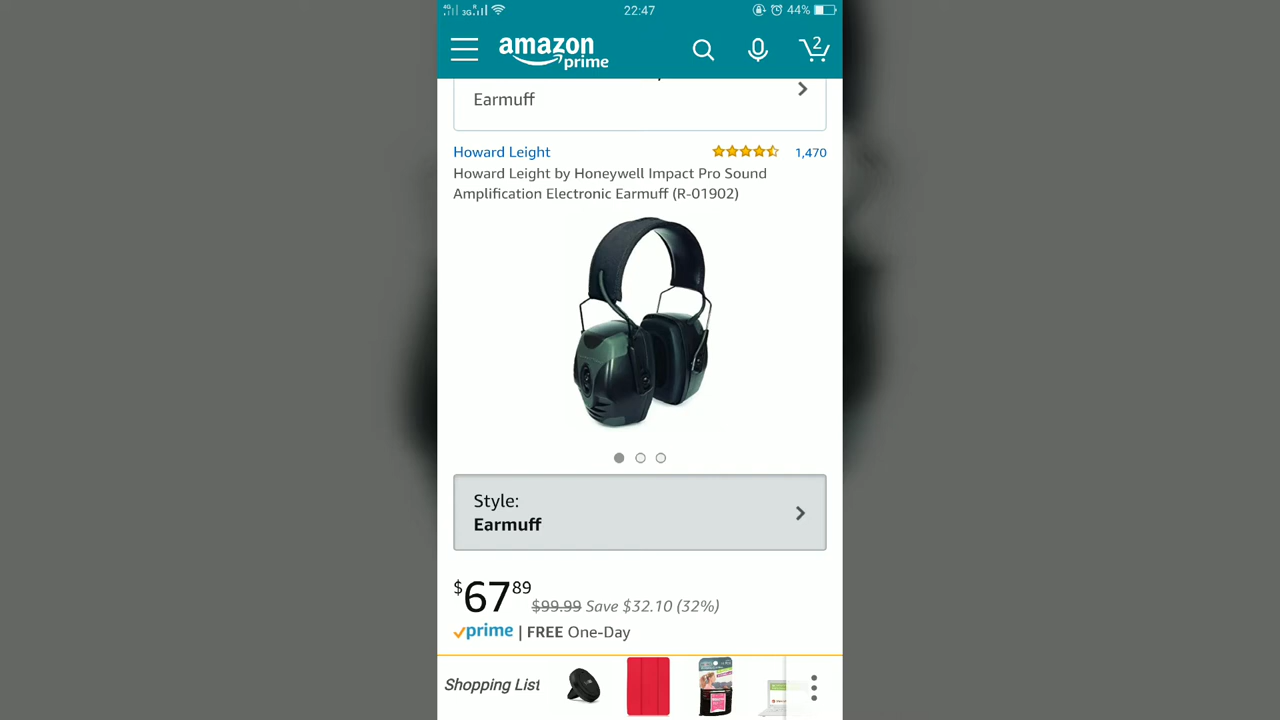 4G 3G R 22:47 44%
amazon prime
2
Earmuff
Howard Leight 1,470
Howard Leight by Honeywell Impact Pro Sound
Amplification Electronic Earmuff (R-01902)
Style:
Earmuff
$67 89 $99.99 Save $32.10 (32%)
prime | FREE One-Day
Shopping List